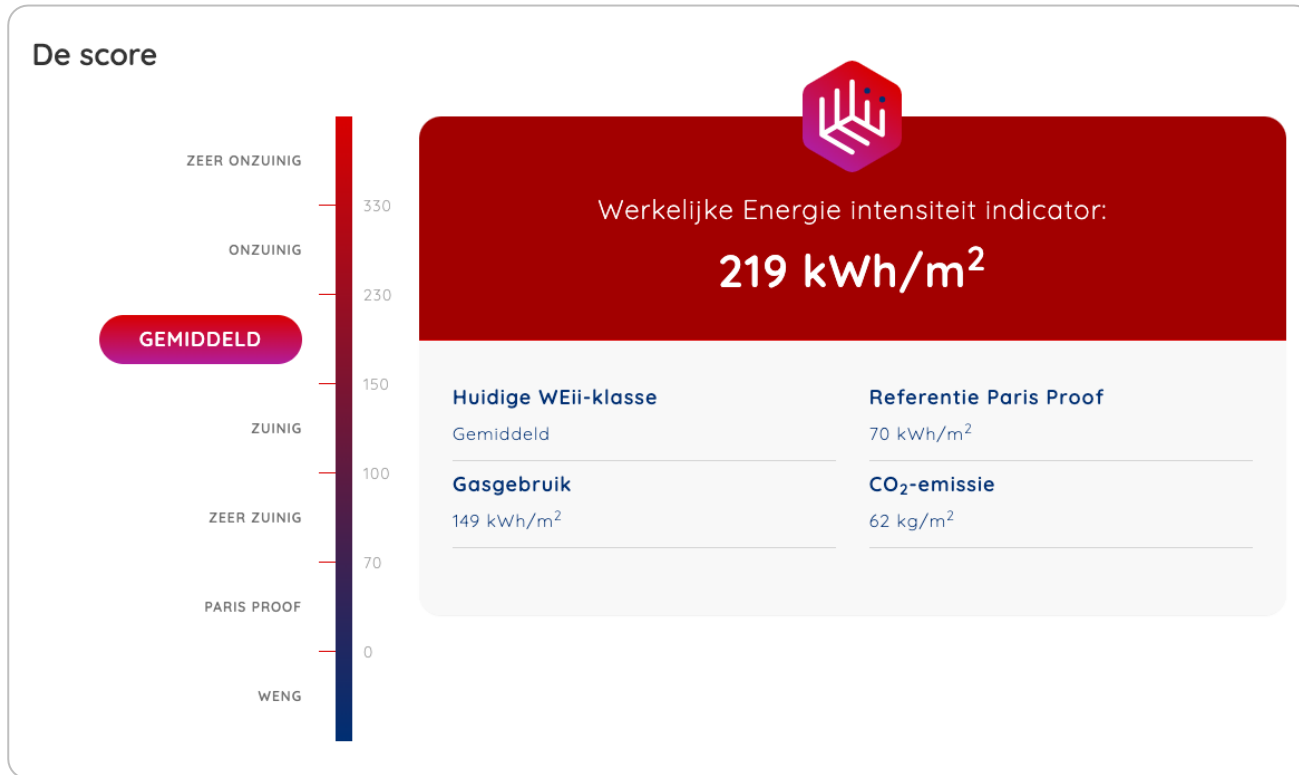 De score
ZEER ONZUINIG
330
ONZUINIG
230
GEMIDDELD
150
ZUINIG
100
ZEER ZUINIG
70
PARIS PROOF
0
WENG
Werkelijke Energie intensiteit indicator:
219 kWh/m²
Huidige WEii-klasse
Gemiddeld
Referentie Paris Proof
70 kWh/m²
Gasgebruik
149 kWh/m²
CO₂-emissie
62 kg/m²